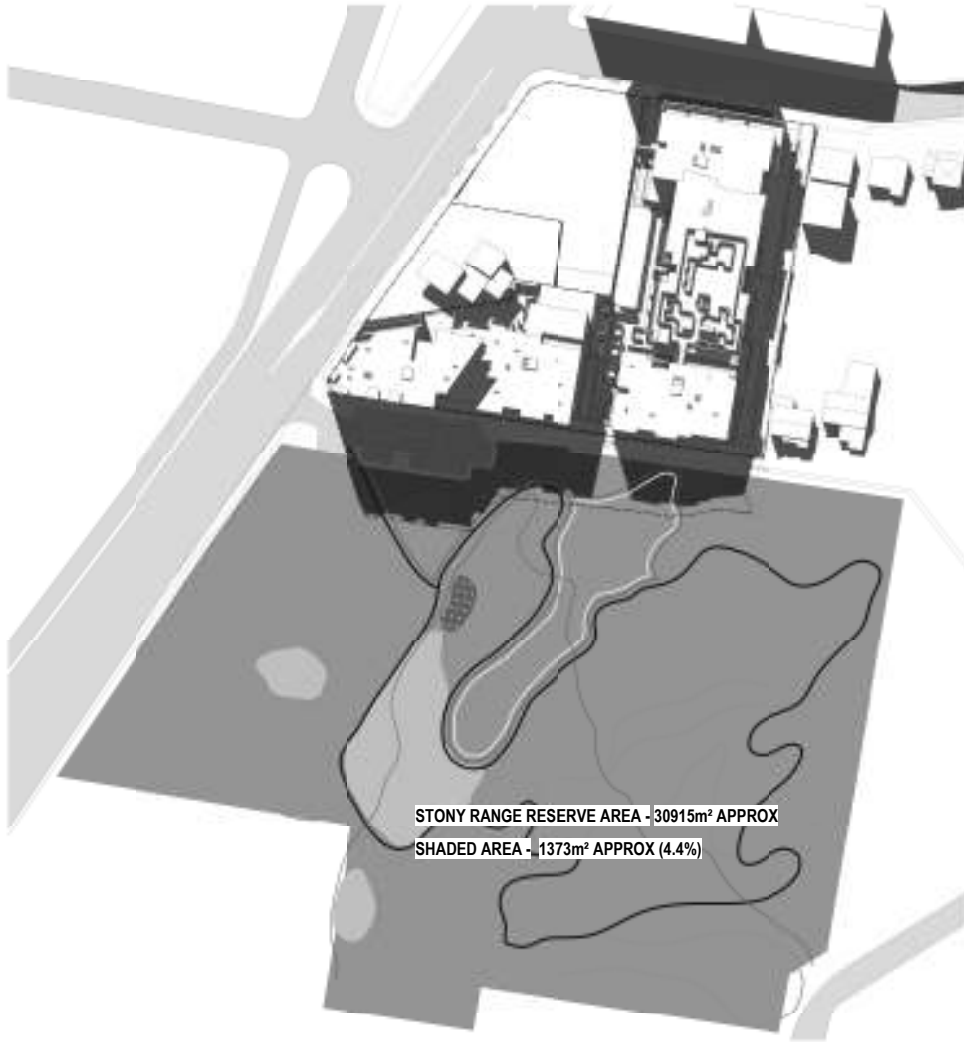 STONY RANGE RESERVE AREA - 30915m² APPROX
SHADED AREA - 1373m² APPROX (4.4%)